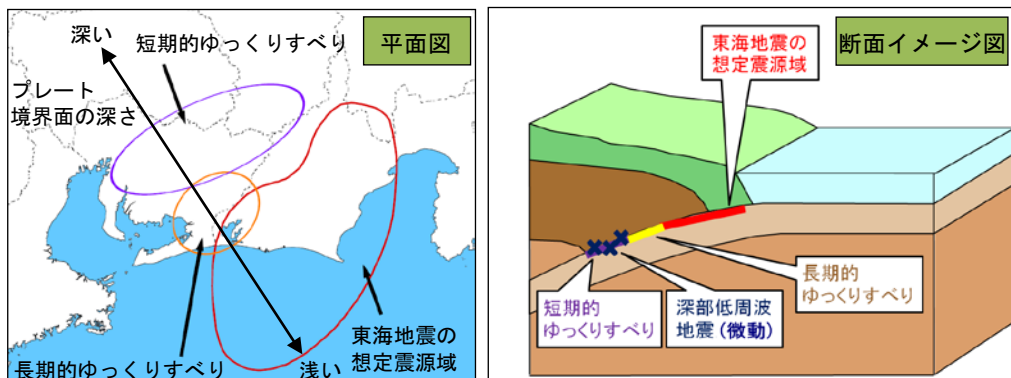 平面図
深い
短期的ゆっくりすべり
プレート
境界面の深さ
長期的ゆっくりすべり
浅い
東海地震の
想定震源域
断面イメージ図
東海地震の
想定震源域
短期的
ゆっくりすべり
深部低周波
地震(微動)
長期的
ゆっくりすべり